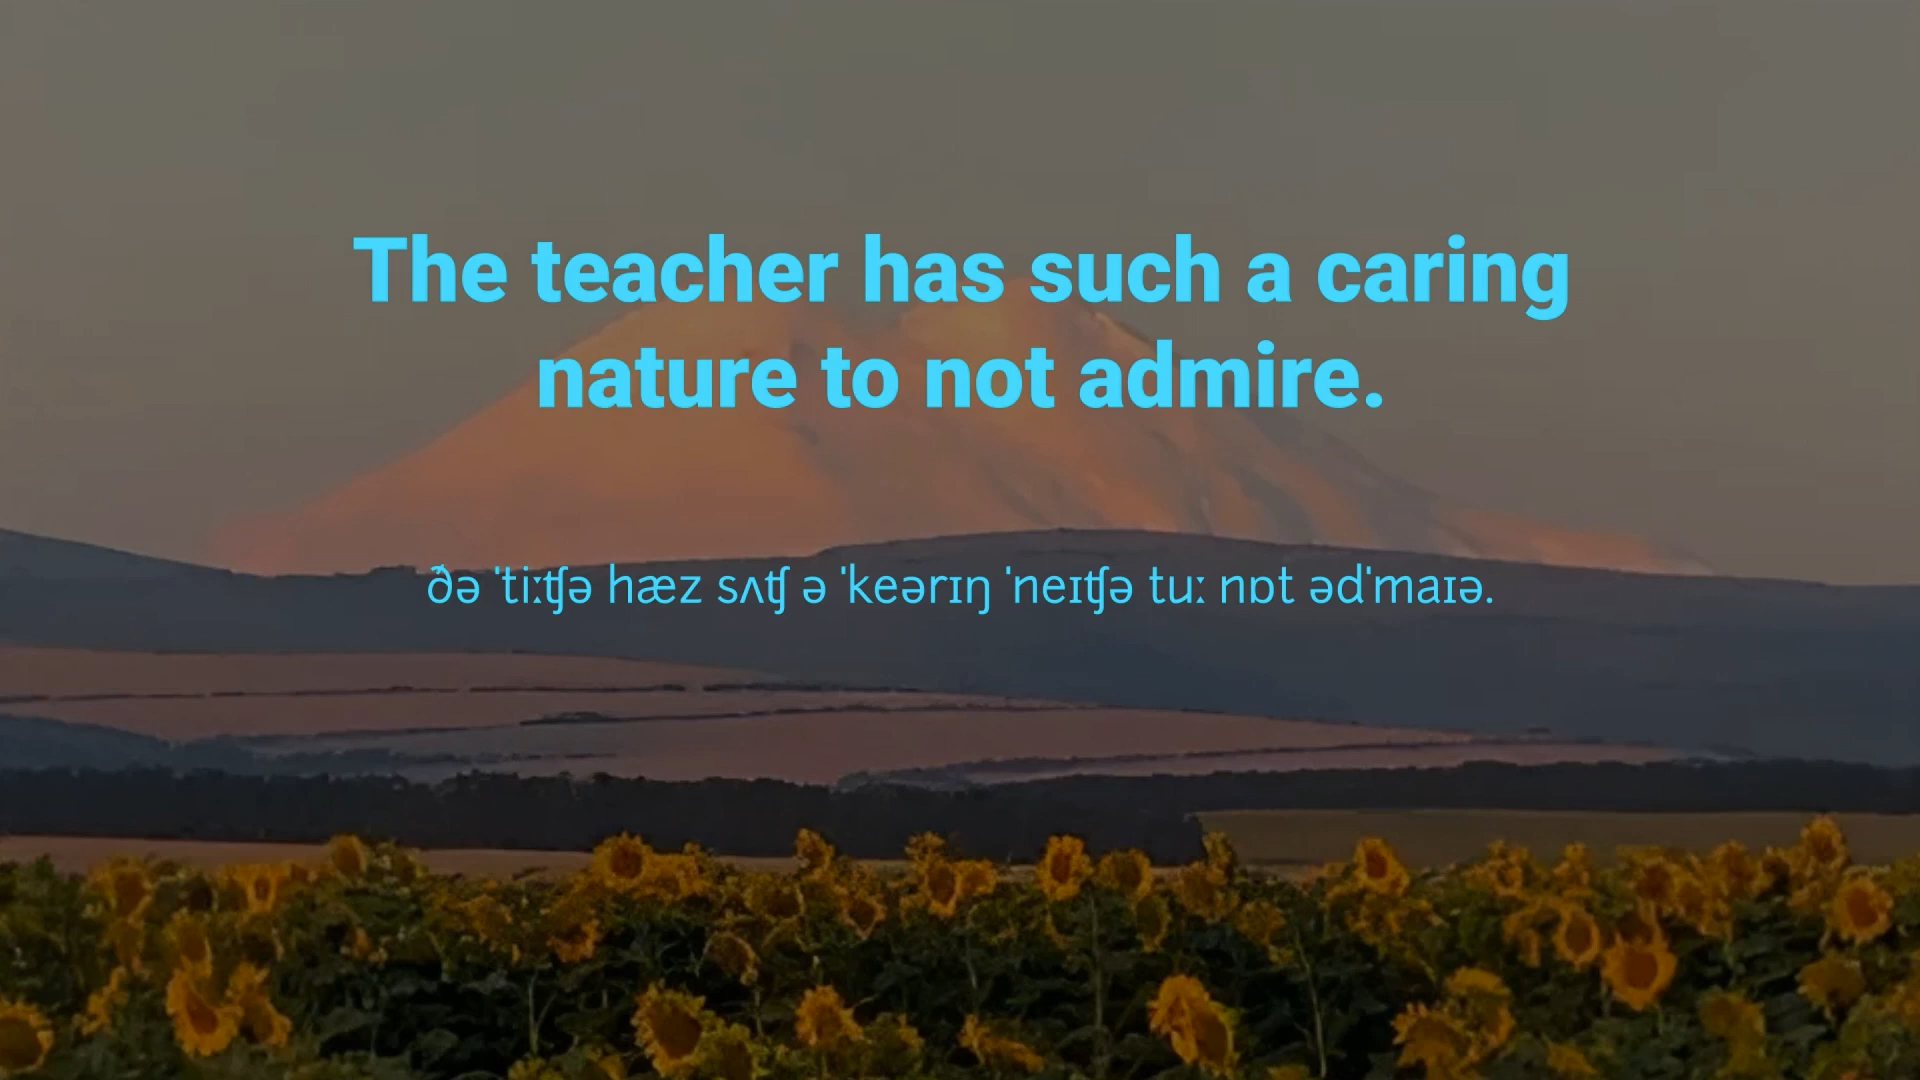 The teacher has such a caring
nature to not admire.
ðə ˈtiːʧə hæz sʌʧ ə ˈkeərɪŋ ˈneɪʧə tuː nɒt ədˈmaɪə.